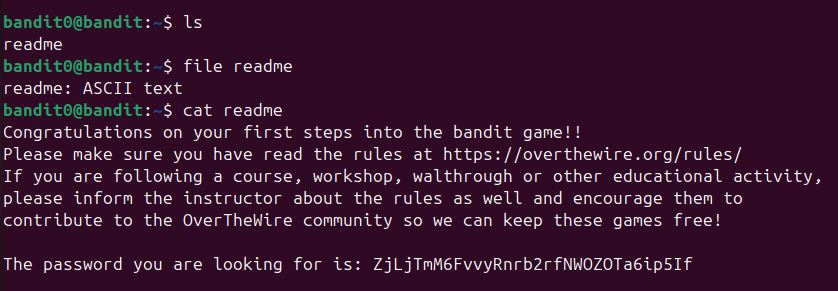 bandit0@bandit:~$ ls
readme
bandit0@bandit:~$ file readme
readme: ASCII text
bandit0@bandit:~$ cat readme
Congratulations on your first steps into the bandit game!!
Please make sure you have read the rules at https://overthewire.org/rules/
If you are following a course, workshop, walthrough or other educational activity,
please inform the instructor about the rules as well and encourage them to
contribute to the OverTheWire community so we can keep these games free!

The password you are looking for is: ZjLjTmM6FvvyRnrb2rfNWOZOTa6ip5If